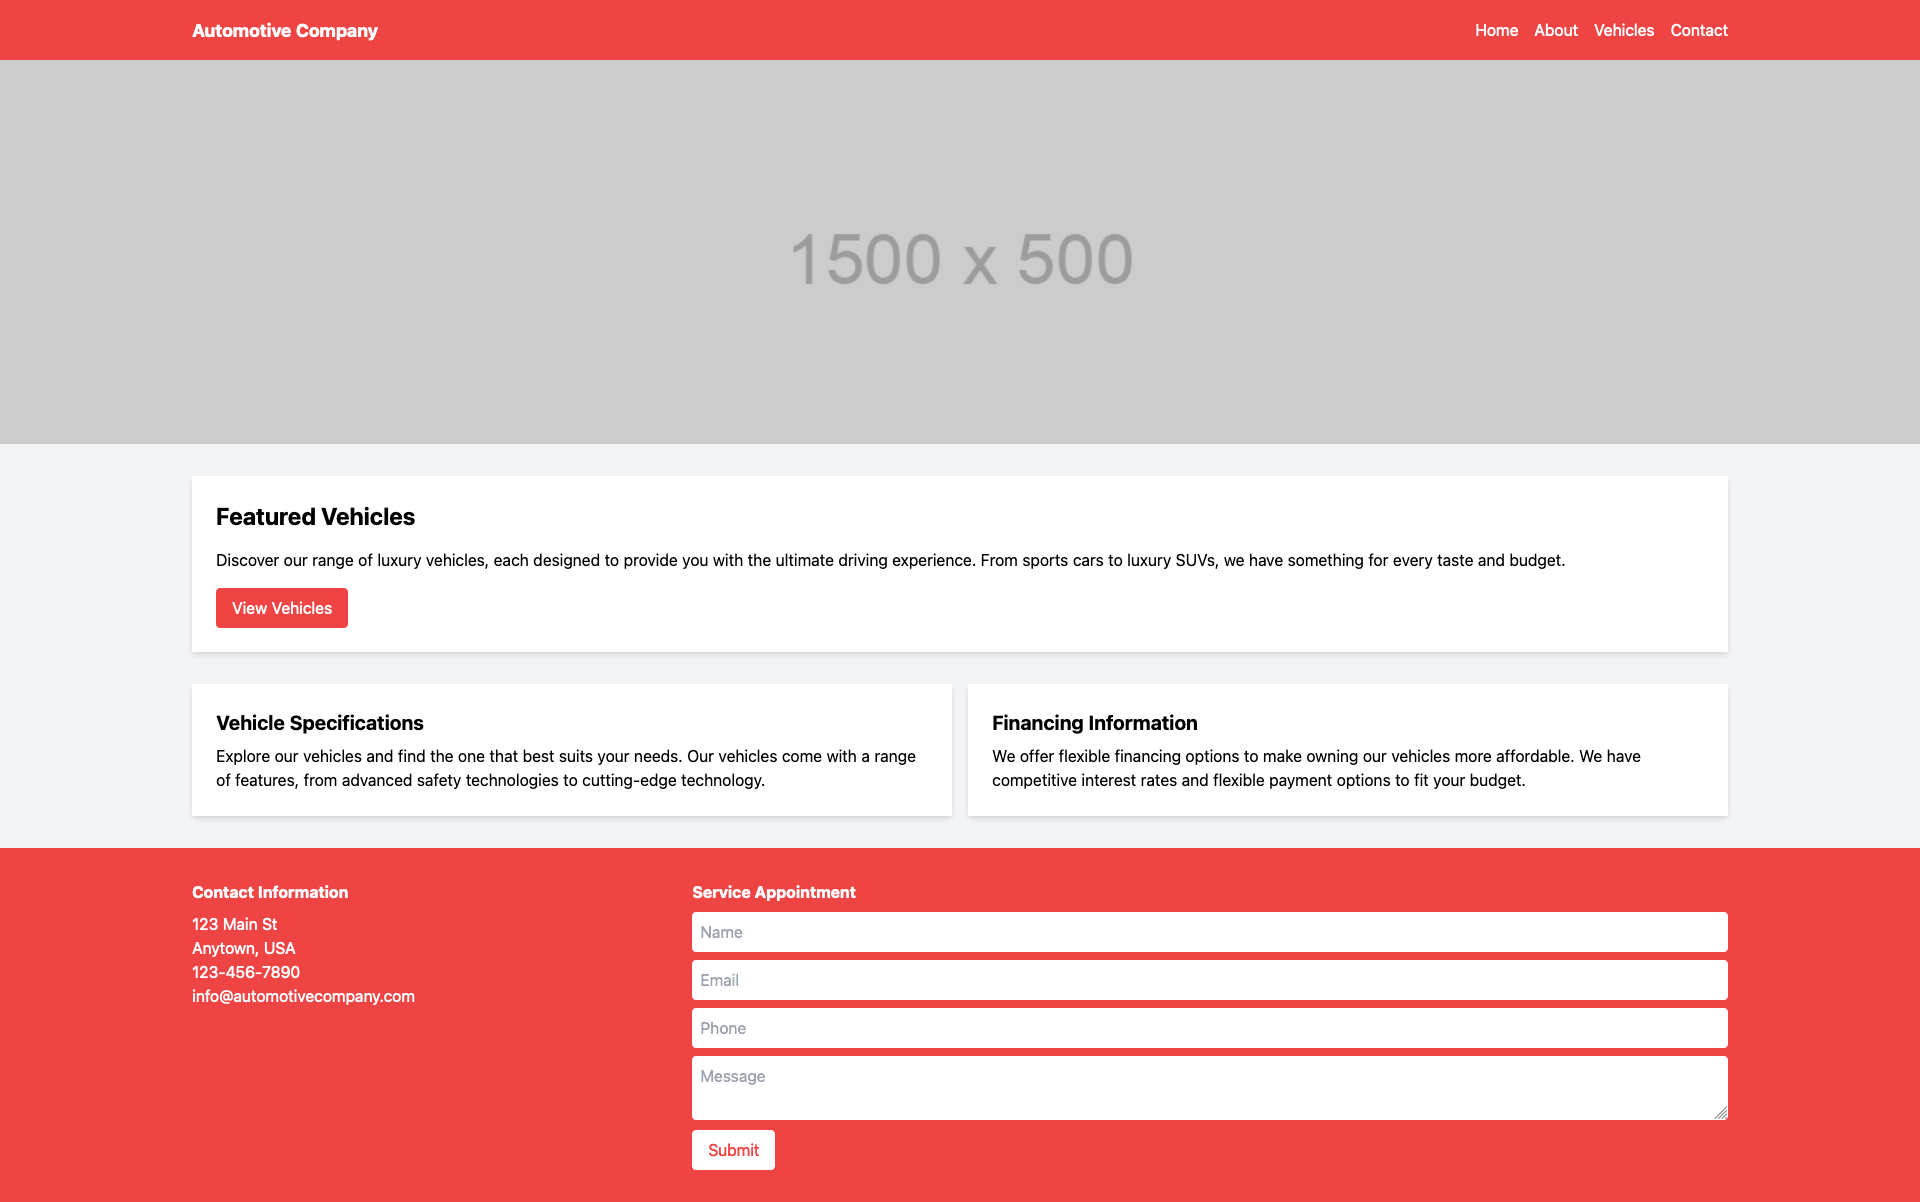 Automotive Company
Home About Vehicles Contact
1500 x 500
Featured Vehicles
Discover our range of luxury vehicles, each designed to provide you with the ultimate driving experience. From sports cars to luxury SUVs, we have something for every taste and budget.
View Vehicles
Vehicle Specifications
Explore our vehicles and find the one that best suits your needs. Our vehicles come with a range
of features, from advanced safety technologies to cutting-edge technology.
Financing Information
We offer flexible financing options to make owning our vehicles more affordable. We have
competitive interest rates and flexible payment options to fit your budget.
Contact Information
123 Main St
Anytown, USA
123-456-7890
info@automotivecompany.com
Service Appointment
Name
Email
Phone
Message
Submit